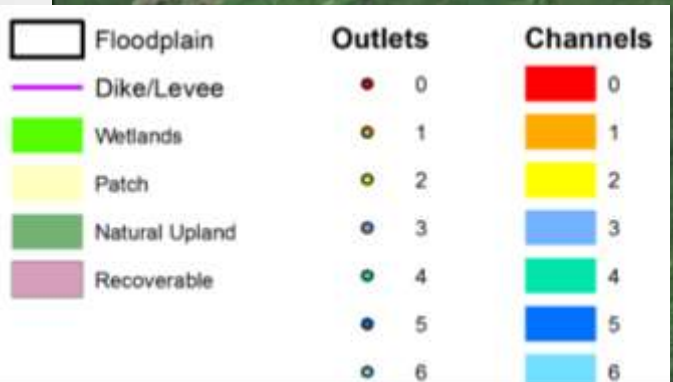 Floodplain
Dike/Levee
Wetlands
Patch
Natural Upland
Recoverable
Outlets
0
1
2
3
4
5
6
Channels
0
1
2
3
4
5
6